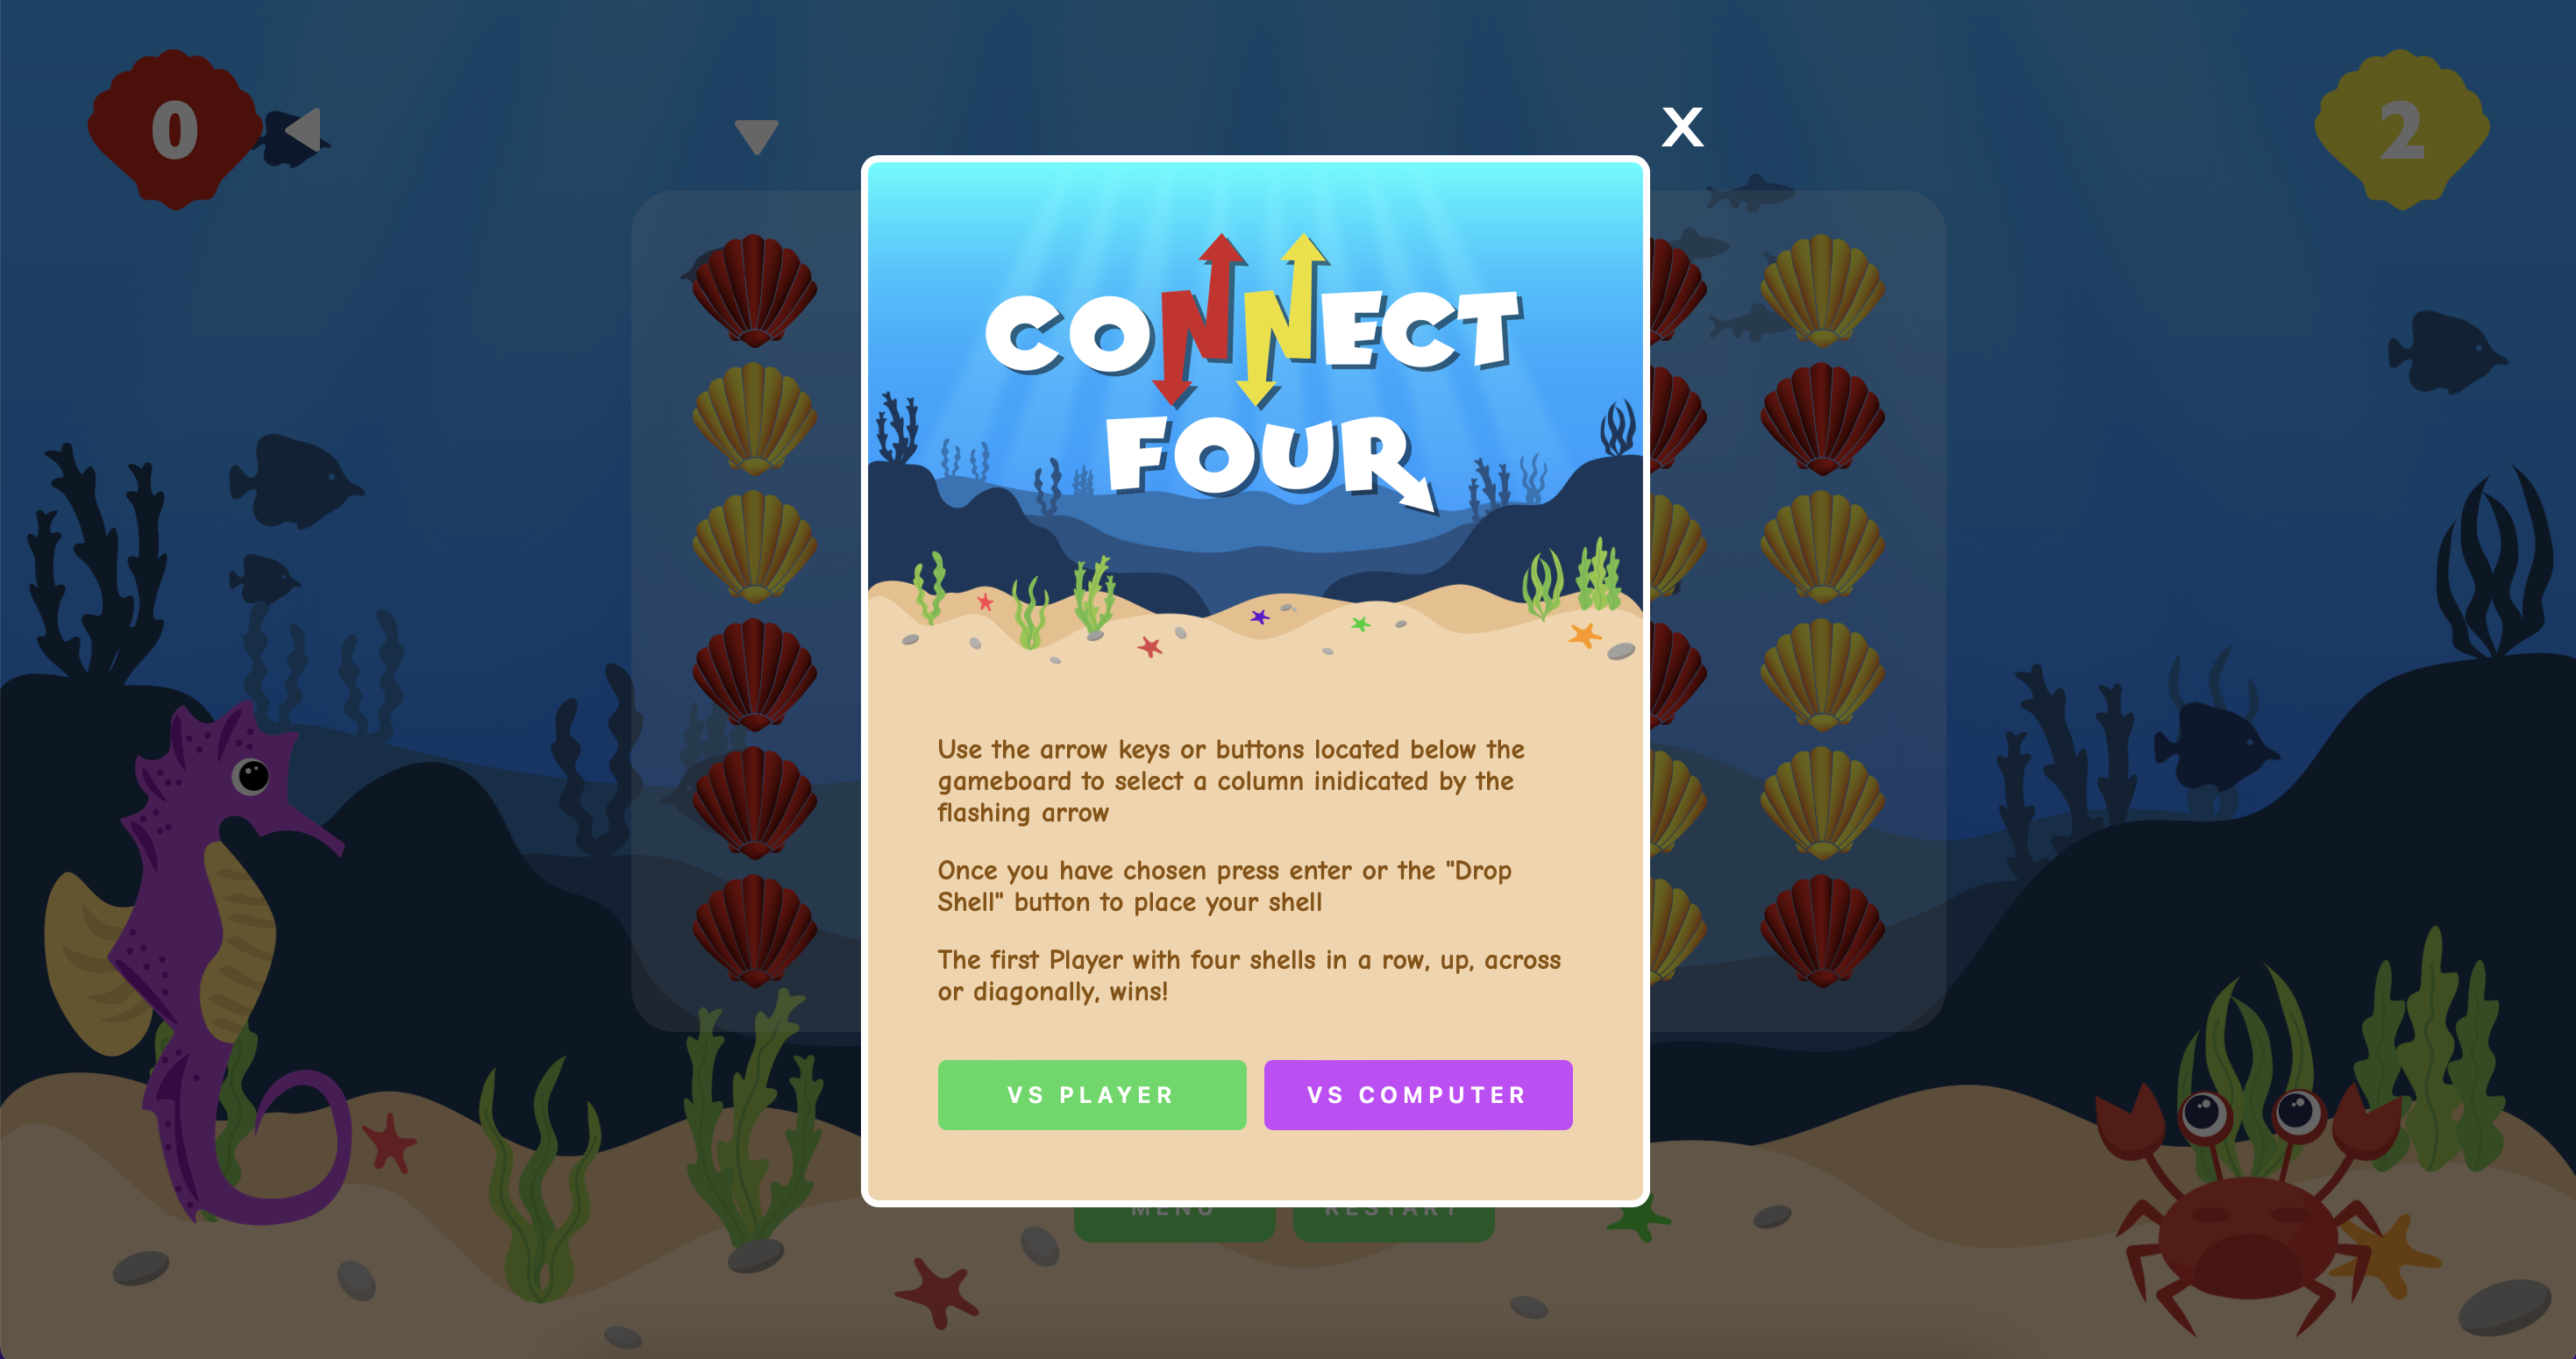 0
X
2
CONNECT
FOUR
Use the arrow keys or buttons located below the
gameboard to select a column inidicated by the
flashing arrow
Once you have chosen press enter or the "Drop
Shell" button to place your shell
The first Player with four shells in a row, up, across
or diagonally, wins!
VS PLAYER
VS COMPUTER
MENU
RESTART